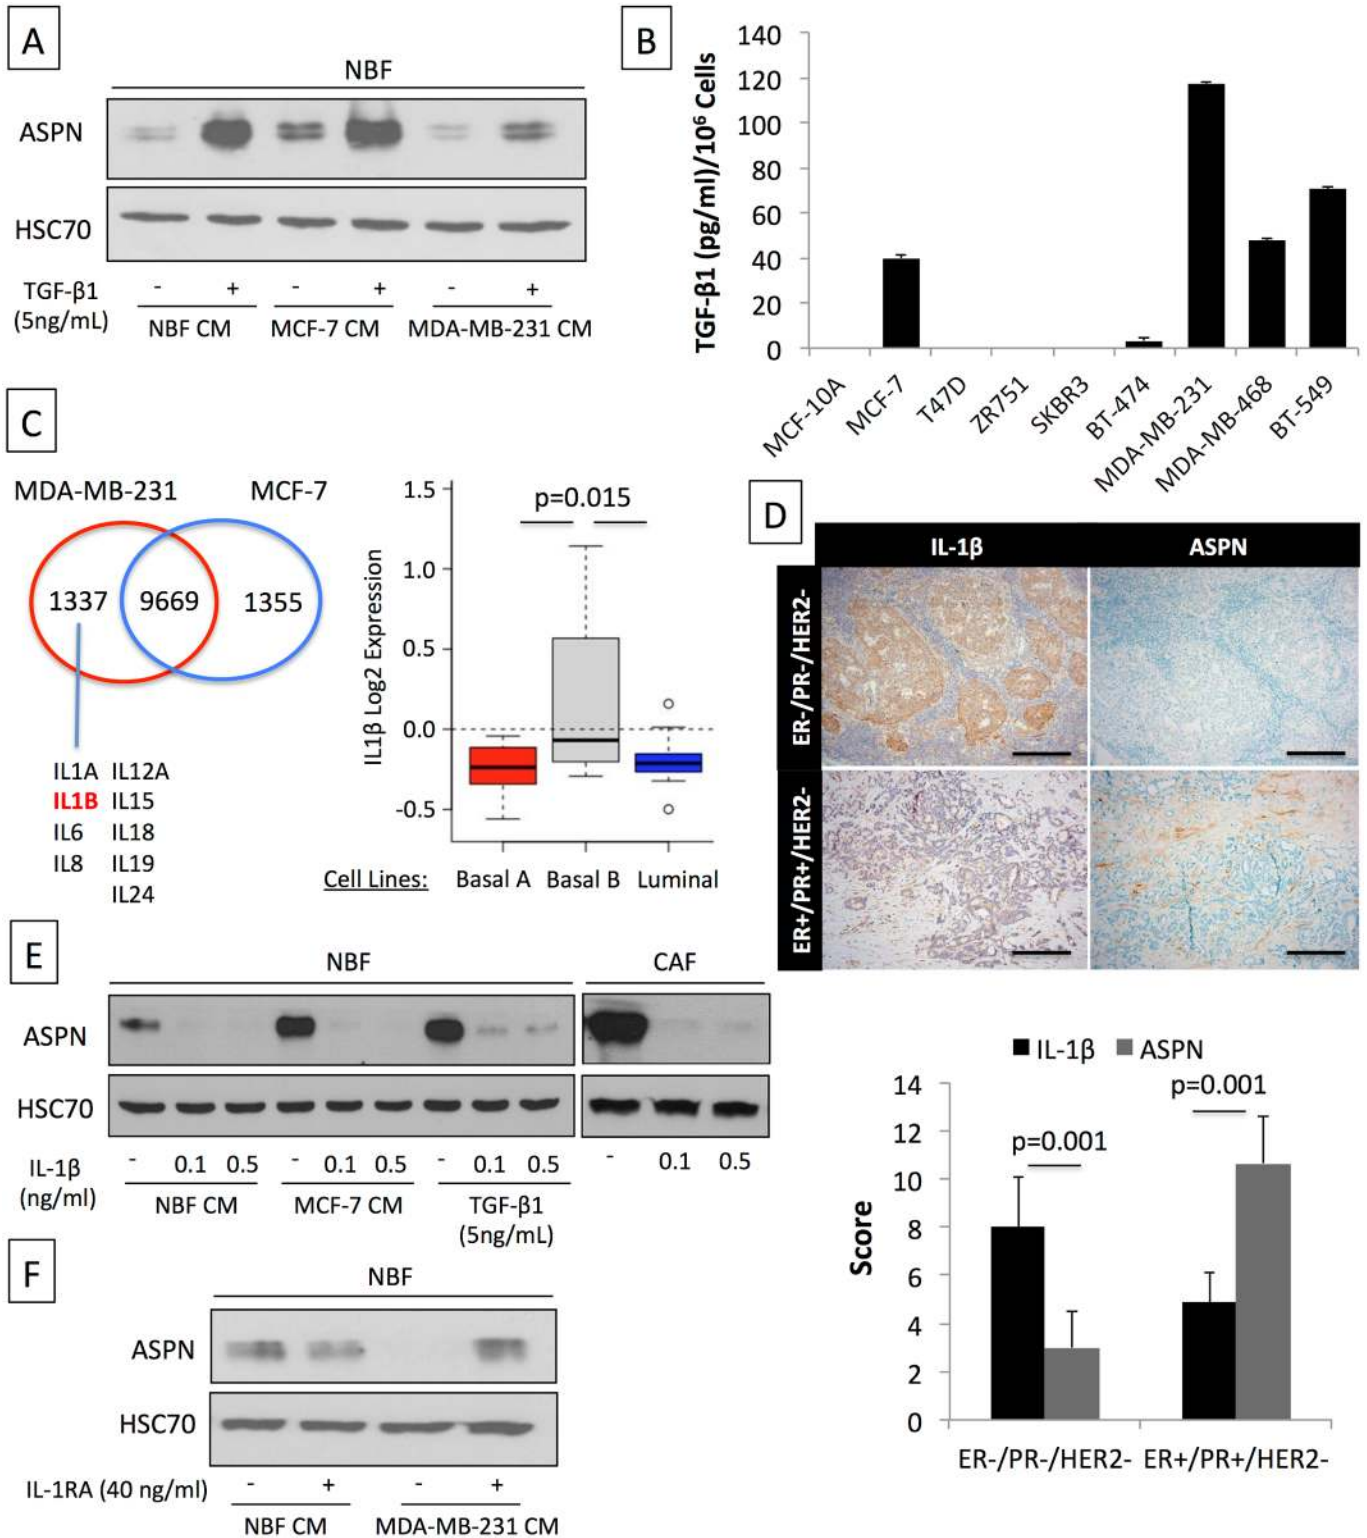 A
NBF
ASPN
HSC70
TGF-β1 (5ng/mL)
- + - + - +
NBF CM MCF-7 CM MDA-MB-231 CM
B
TGF-β1 (pg/ml)/10⁶ Cells
140
120
100
80
60
40
20
0
MCF-10A
MCF-7
T47D
ZR751
SKBR3
BT-474
MDA-MB-231
MDA-MB-468
BT-549
C
MDA-MB-231 MCF-7
1337 9669 1355
IL1A IL12A
IL1B IL15
IL6 IL18
IL8 IL19
IL24
IL1β Log2 Expression
1.5
1.0
0.5
0.0
-0.5
p=0.015
Cell Lines: Basal A Basal B Luminal
D
IL-1β ASPN
ER-/PR-/HER2-
ER+/PR+/HER2-
IL-1β ASPN
Score
14
12
10
8
6
4
2
0
p=0.001
p=0.001
ER-/PR-/HER2- ER+/PR+/HER2-
E
NBF CAF
ASPN
HSC70
IL-1β
(ng/ml)
- 0.1 0.5 - 0.1 0.5 - 0.1 0.5 - 0.1 0.5
NBF CM MCF-7 CM TGF-β1
(5ng/mL)
F
NBF
ASPN
HSC70
IL-1RA (40 ng/ml) - + - +
NBF CM MDA-MB-231 CM